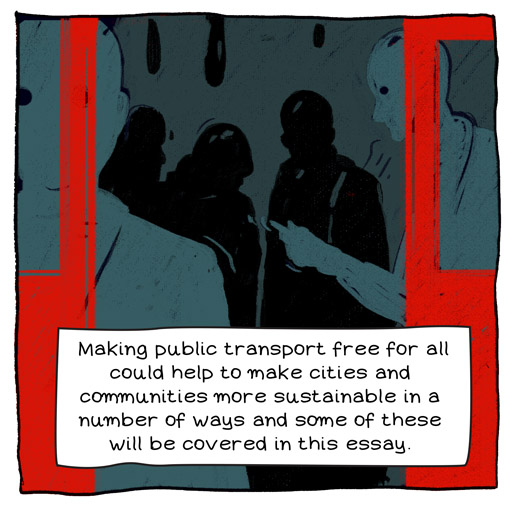 Making public transport free for all
could help to make cities and
communities more sustainable in a
number of ways and some of these
will be covered in this essay.